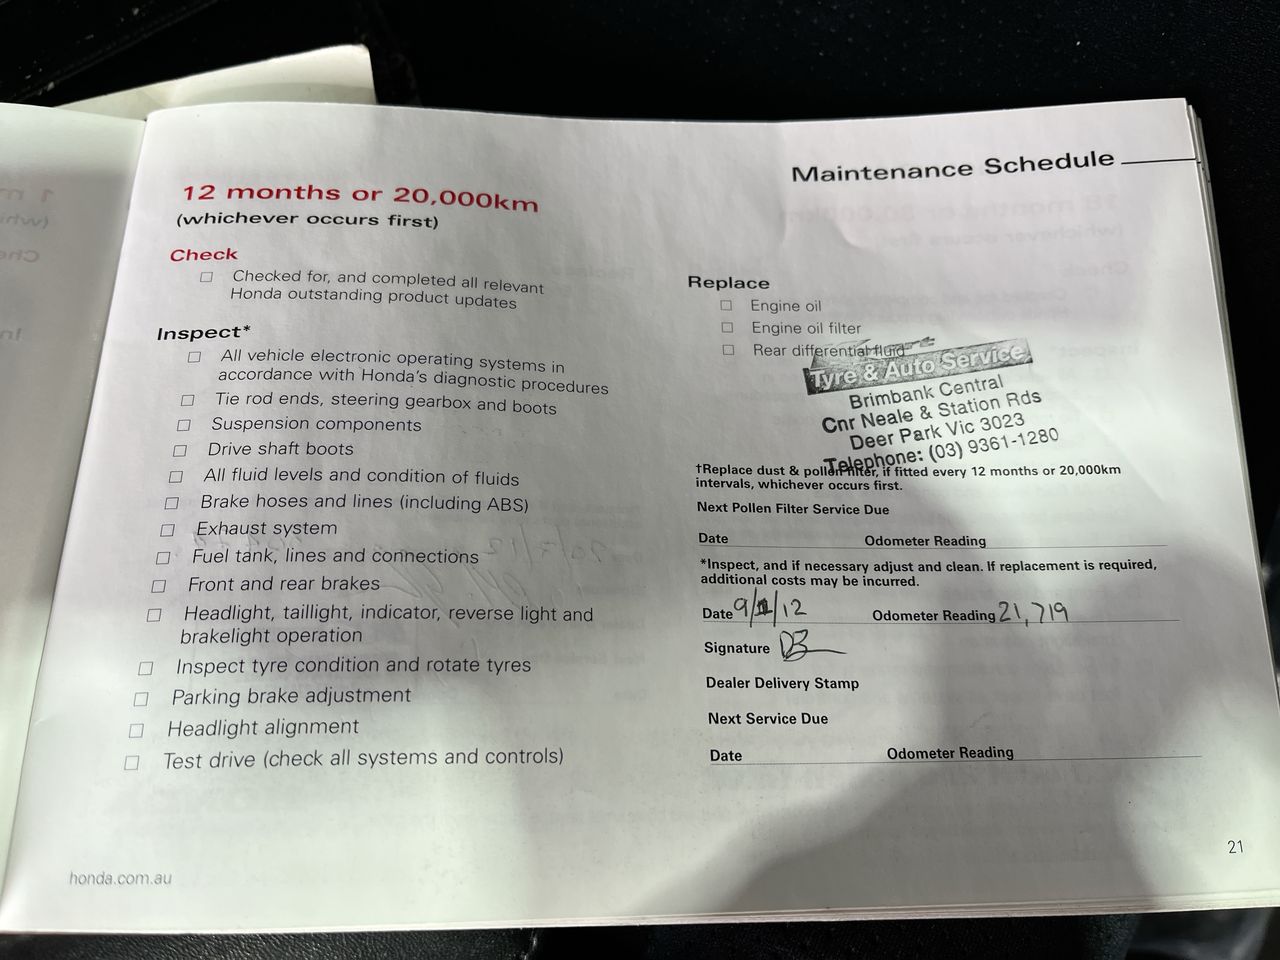 Maintenance Schedule
12 months or 20,000km
(whichever occurs first)
Check
Checked for, and completed all relevant
Honda outstanding product updates
Inspect*
All vehicle electronic operating systems in
accordance with Honda's diagnostic procedures
Tie rod ends, steering gearbox and boots
Suspension components
Drive shaft boots
All fluid levels and condition of fluids
Brake hoses and lines (including ABS)
Exhaust system
Fuel tank, lines and connections
Front and rear brakes
Headlight, taillight, indicator, reverse light and
brakelight operation
Inspect tyre condition and rotate tyres
Parking brake adjustment
Headlight alignment
Test drive (check all systems and controls)
Replace
Engine oil
Engine oil filter
Rear differential fluid
Tyre & Auto Service
Brimbank Central
Cnr Neale & Station Rds
Deer Park Vic 3023
Telephone: (03) 9361-1280
†Replace dust & pollen filter, if fitted every 12 months or 20,000km
intervals, whichever occurs first.
Next Pollen Filter Service Due
Date Odometer Reading
*Inspect, and if necessary adjust and clean. If replacement is required,
additional costs may be incurred.
Date 9/ /12 Odometer Reading 21,719
Signature
Dealer Delivery Stamp
Next Service Due
Date Odometer Reading
honda.com.au
21